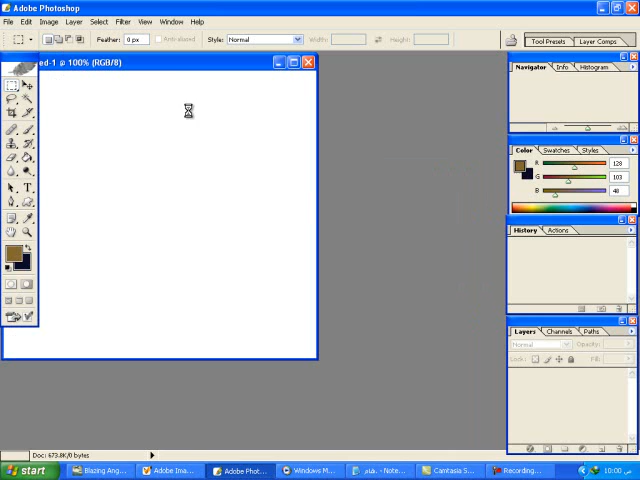 Adobe Photoshop
File Edit Image Layer Select Filter View Window Help
Feather: 0 px Anti-aliased Style: Normal Width: Height: Tool Presets Layer Comps
ed-1 @ 100% (RGB/8)
Navigator Info Histogram
Color Swatches Styles
R 128
G 103
B 48
History Actions
Layers Channels Paths
Normal Opacity:
Lock: Fill:
Doc: 673.8K/0 bytes
start Blazing Ang... Adobe Ima... Adobe Phot... Windows M... هام. - Note... Camtasia S... Recording... 10:00 ص